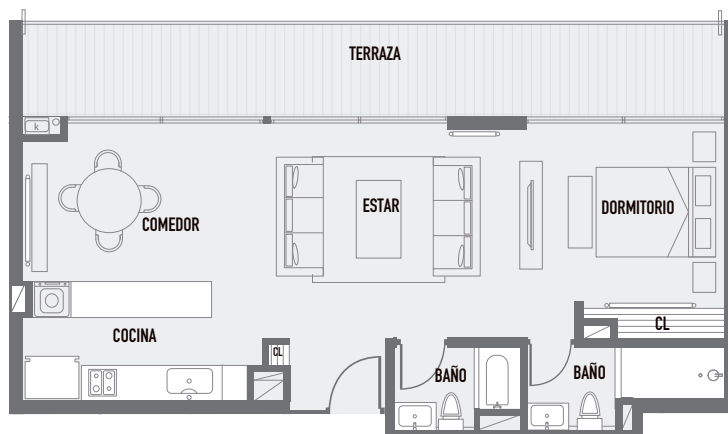 TERRAZA
k
ESTAR
COMEDOR
DORMITORIO
COCINA
CL
CL
BAÑO
BAÑO